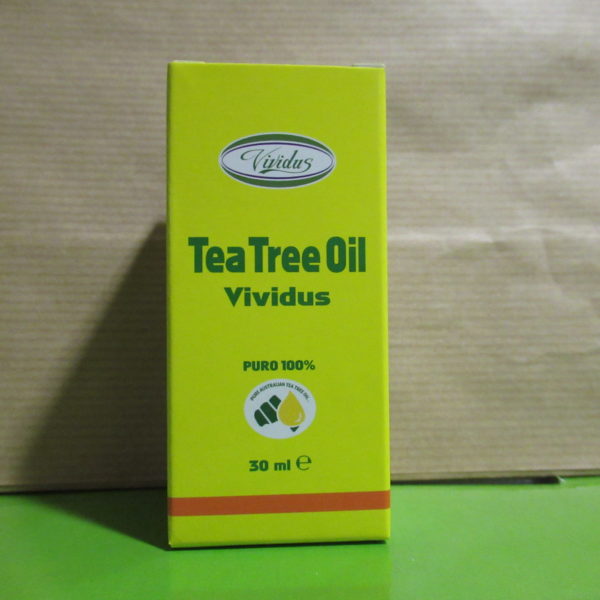 Vividus
Tea Tree Oil
Vividus
PURO 100%
PURE AUSTRALIAN TEA TREE OIL
30 ml ℮